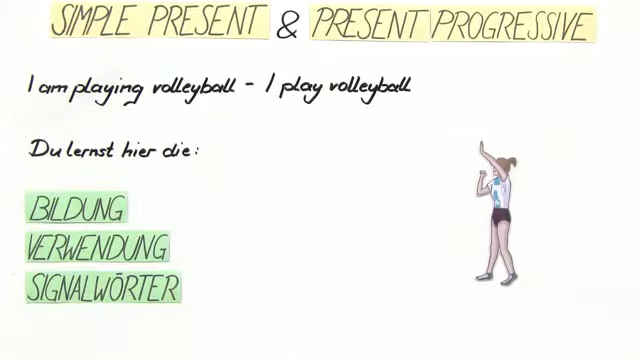 SIMPLE PRESENT & PRESENT PROGRESSIVE
I am playing volleyball - I play volleyball
Du lernst hier die:
BILDUNG
VERWENDUNG
SIGNALWÖRTER